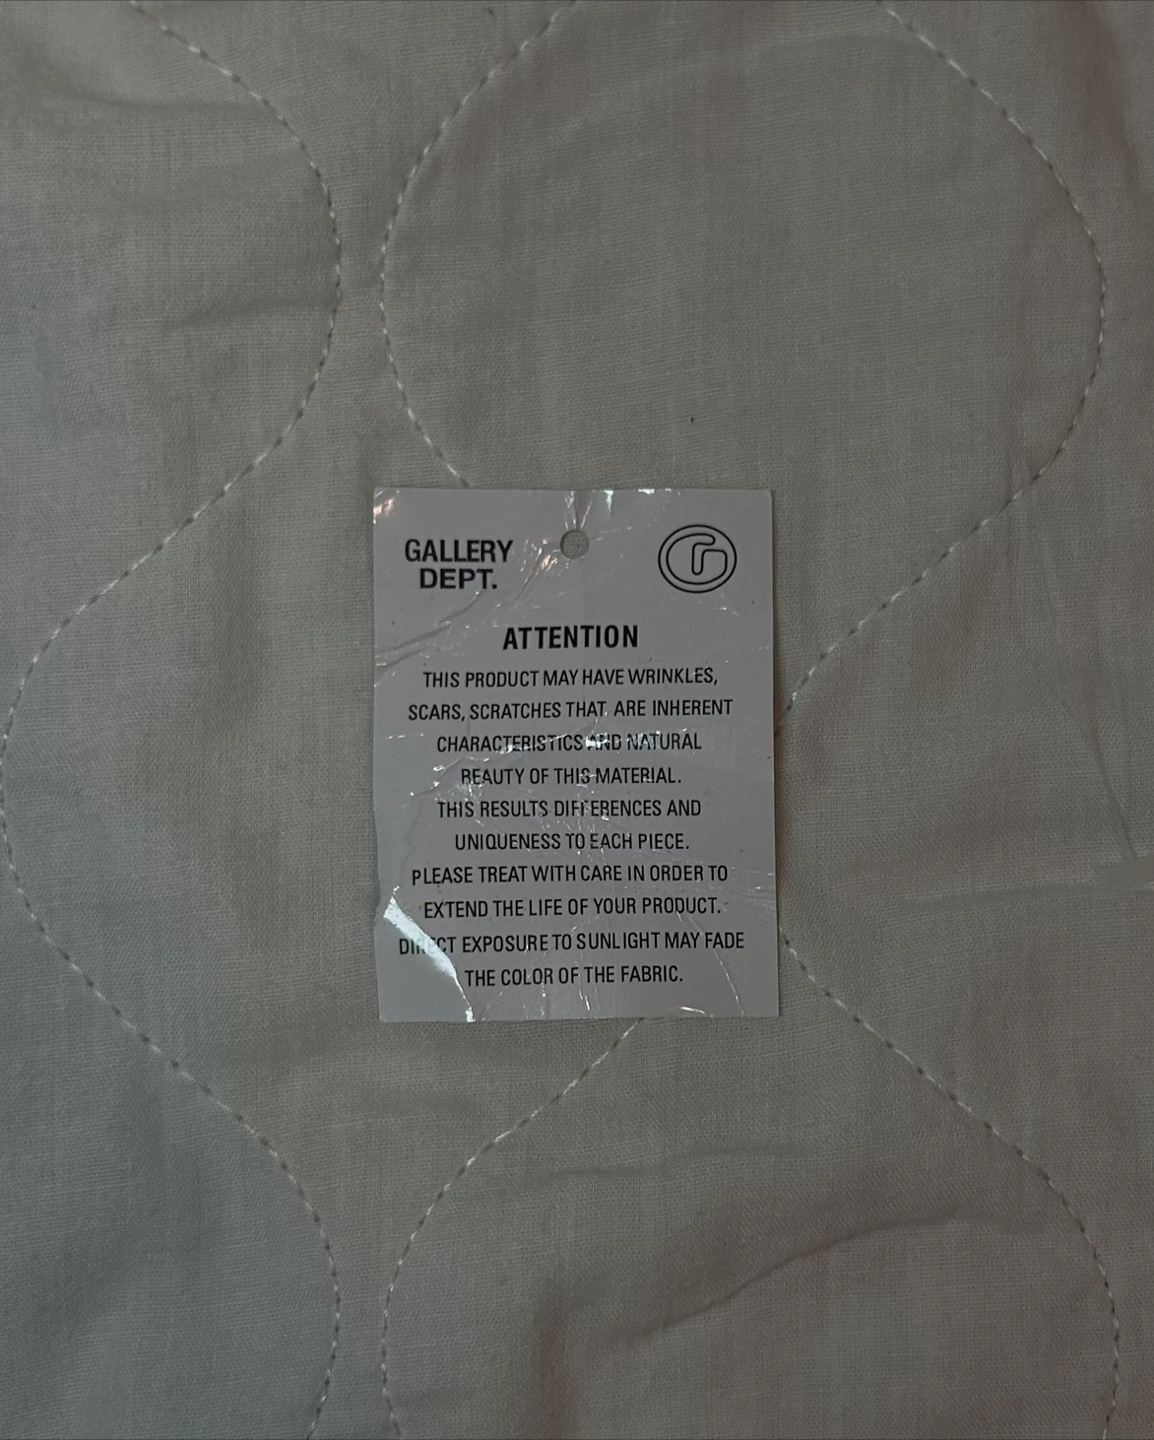 GALLERY
DEPT.
ATTENTION
THIS PRODUCT MAY HAVE WRINKLES,
SCARS, SCRATCHES THAT ARE INHERENT
CHARACTERISTICS AND NATURAL
BEAUTY OF THIS MATERIAL.
THIS RESULTS DIFFERENCES AND
UNIQUENESS TO EACH PIECE.
PLEASE TREAT WITH CARE IN ORDER TO
EXTEND THE LIFE OF YOUR PRODUCT.
DIRECT EXPOSURE TO SUNLIGHT MAY FADE
THE COLOR OF THE FABRIC.